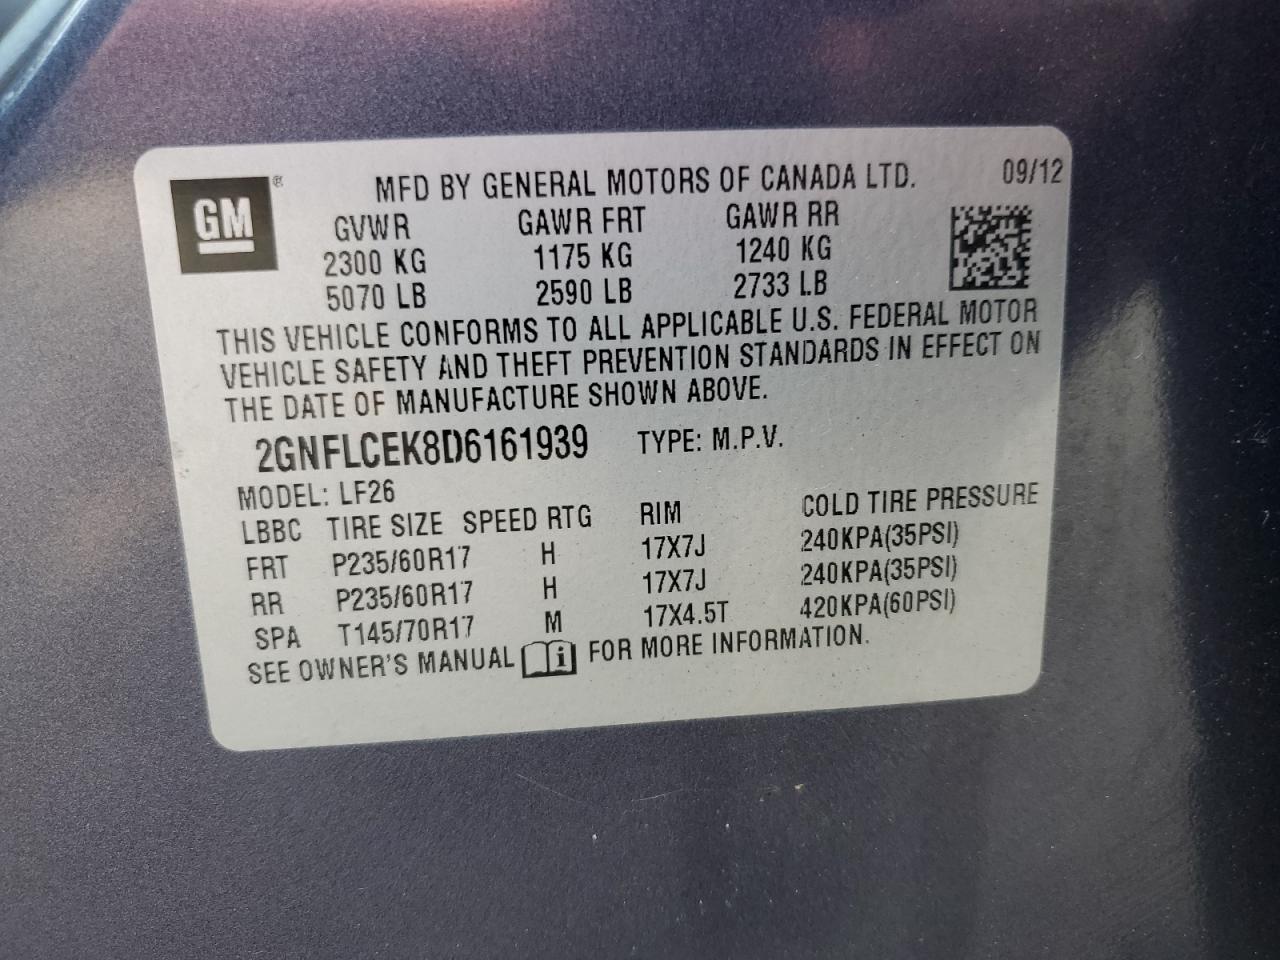 GM ®
MFD BY GENERAL MOTORS OF CANADA LTD. 09/12
GVWR GAWR FRT GAWR RR
2300 KG 1175 KG 1240 KG
5070 LB 2590 LB 2733 LB
THIS VEHICLE CONFORMS TO ALL APPLICABLE U.S. FEDERAL MOTOR
VEHICLE SAFETY AND THEFT PREVENTION STANDARDS IN EFFECT ON
THE DATE OF MANUFACTURE SHOWN ABOVE.
2GNFLCEK8D6161939 TYPE: M.P.V.
MODEL: LF26
LBBC TIRE SIZE SPEED RTG RIM COLD TIRE PRESSURE
FRT P235/60R17 H 17X7J 240KPA(35PSI)
RR P235/60R17 H 17X7J 240KPA(35PSI)
SPA T145/70R17 M 17X4.5T 420KPA(60PSI)
SEE OWNER'S MANUAL i FOR MORE INFORMATION.